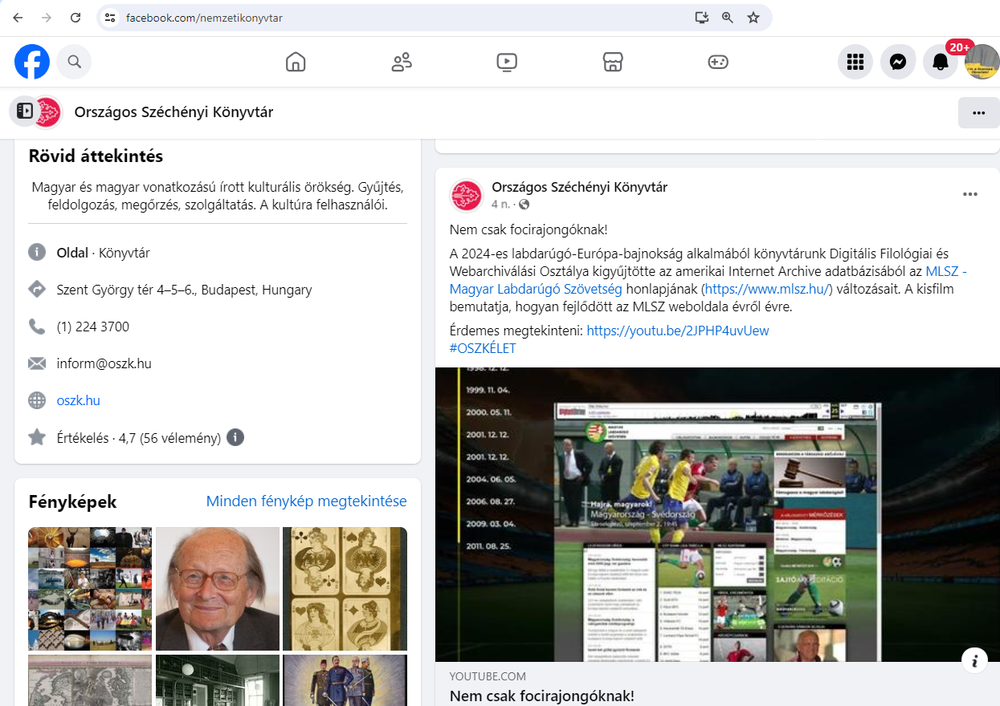 facebook.com/nemzetikonyvtar
20+
Országos Széchényi Könyvtár
Rövid áttekintés
Magyar és magyar vonatkozású írott kulturális örökség. Gyűjtés,
feldolgozás, megőrzés, szolgáltatás. A kultúra felhasználói.
Oldal · Könyvtár
Szent György tér 4–5–6., Budapest, Hungary
(1) 224 3700
inform@oszk.hu
oszk.hu
Értékelés · 4,7 (56 vélemény)
Fényképek
Minden fénykép megtekintése
Országos Széchényi Könyvtár
4 n. ·
Nem csak focirajongóknak!
A 2024-es labdarúgó-Európa-bajnokság alkalmából könyvtárunk Digitális Filológiai és
Webarchiválási Osztálya kigyűjtötte az amerikai Internet Archive adatbázisából az MLSZ -
Magyar Labdarúgó Szövetség honlapjának (https://www.mlsz.hu/) változásait. A kisfilm
bemutatja, hogyan fejlődött az MLSZ weboldala évről évre.
Érdemes megtekinteni: https://youtu.be/2JPHP4uvUew
#OSZKÉLET
1998. 12. 12.
1999. 11. 04.
2000. 05. 11.
2001. 12. 12.
2001. 12. 12.
2004. 06. 05.
2006. 08. 27.
2009. 03. 04.
2011. 08. 25.
MAGYAR
LABDARÚGÓ
SZÖVETSÉG
Hajrá, magyarok!
Magyarország - Svédország
MÉRKŐZÉSEK
SAJTÓAKREDITÁCIÓ
YOUTUBE.COM
Nem csak focirajongóknak!